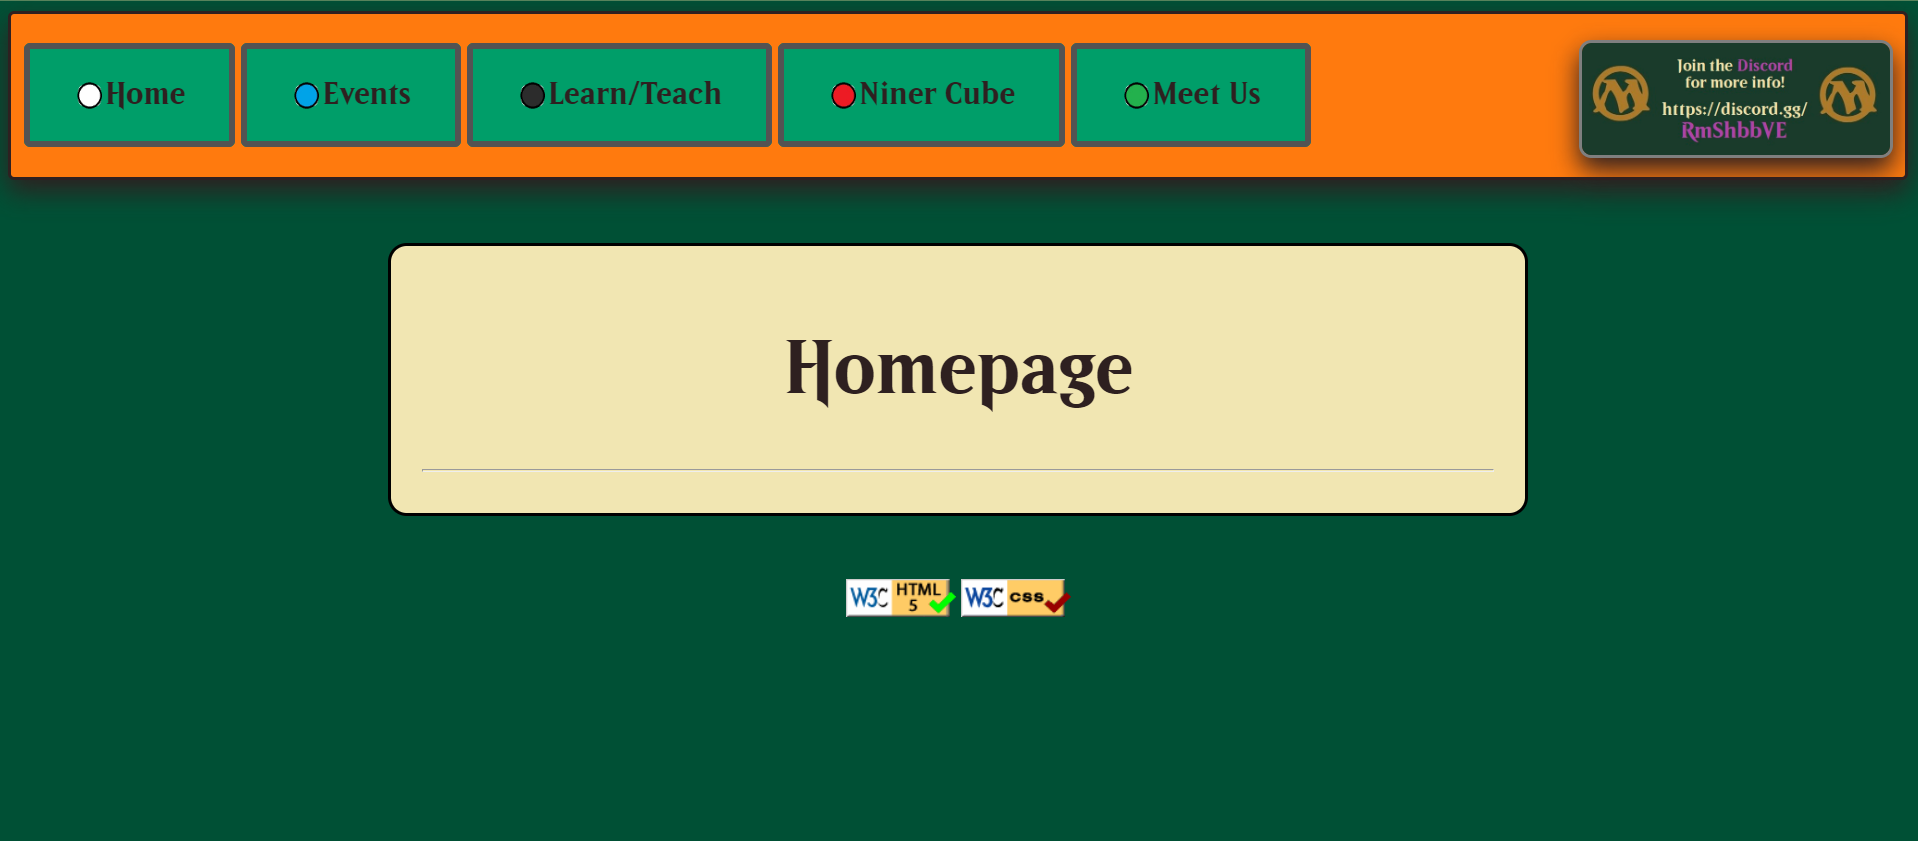 Home
Events
Learn/Teach
Niner Cube
Meet Us
Join the Discord
for more info!
https://discord.gg/
RmShbbVE
Homepage
W3C HTML
5
W3C css